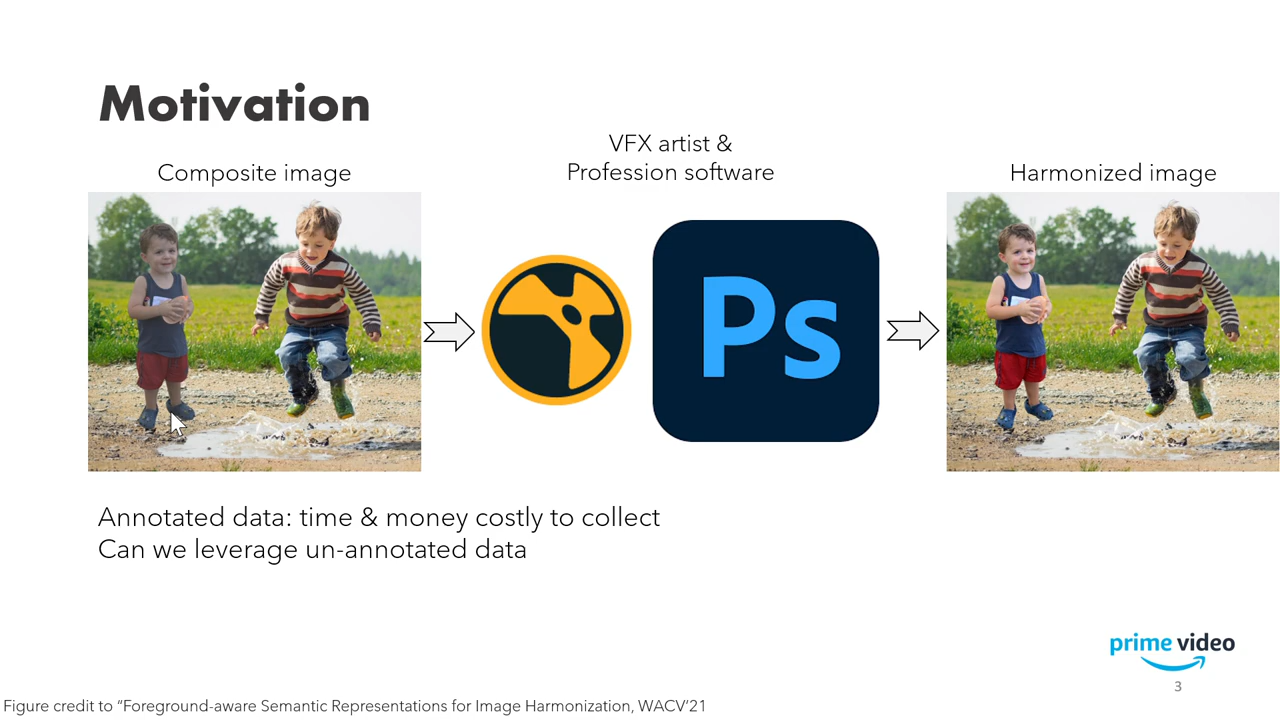 Motivation
VFX artist &
Profession software
Composite image
Harmonized image
Ps
Annotated data: time & money costly to collect
Can we leverage un-annotated data
prime video
3
Figure credit to “Foreground-aware Semantic Representations for Image Harmonization, WACV’21